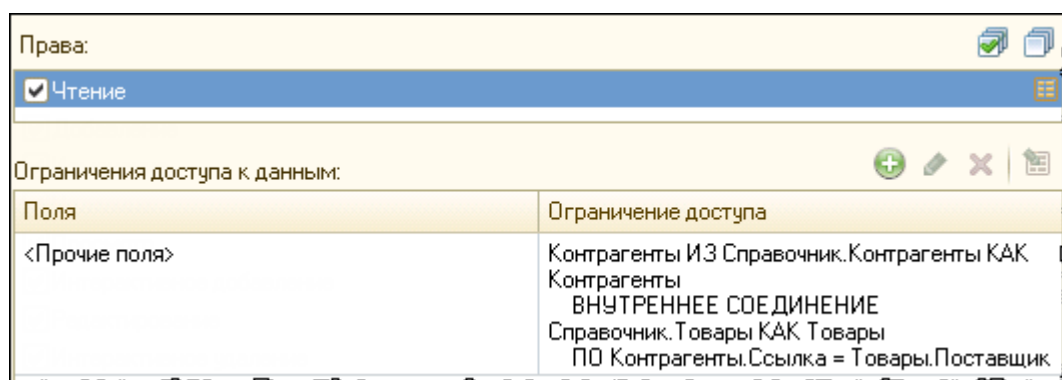 Права:
Чтение
Ограничения доступа к данным:
Поля Ограничение доступа
<Прочие поля> Контрагенты ИЗ Справочник.Контрагенты КАК
Контрагенты
ВНУТРЕННЕЕ СОЕДИНЕНИЕ
Справочник.Товары КАК Товары
ПО Контрагенты.Ссылка = Товары.Поставщик